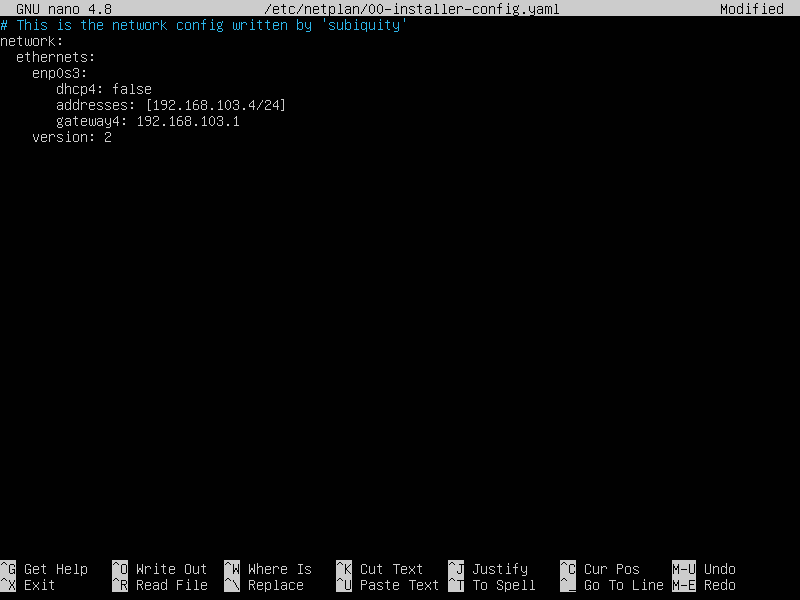 GNU nano 4.8 /etc/netplan/00-installer-config.yaml Modified
# This is the network config written by 'subiquity'
network:
  ethernets:
    enp0s3:
       dhcp4: false
       addresses: [192.168.103.4/24]
       gateway4: 192.168.103.1
    version: 2
^G Get Help ^O Write Out ^W Where Is ^K Cut Text ^J Justify ^C Cur Pos M-U Undo
^X Exit ^R Read File ^\ Replace ^U Paste Text ^T To Spell ^_ Go To Line M-E Redo